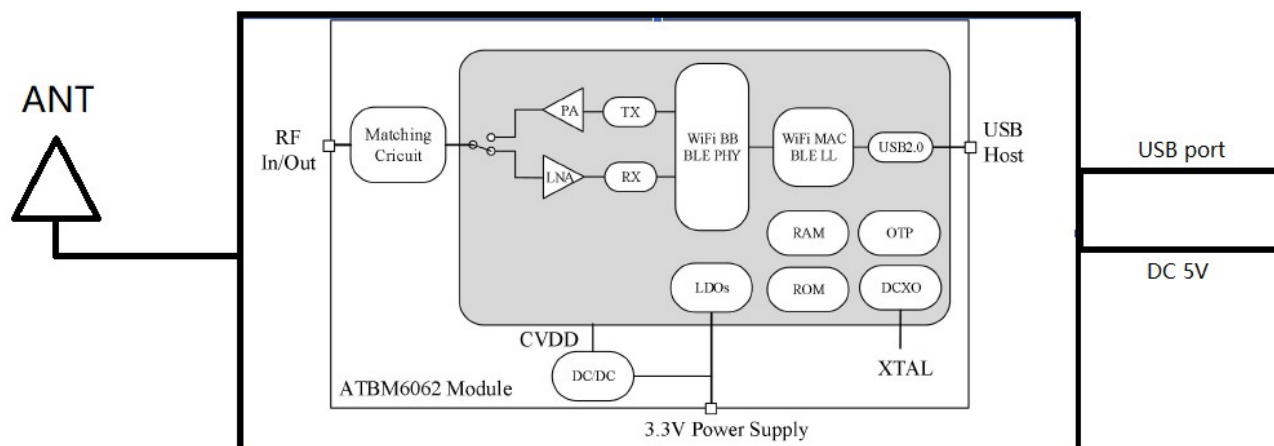 ANT
RF
In/Out
Matching
Cricuit
PA
TX
LNA
RX
WiFi BB
BLE PHY
WiFi MAC
BLE LL
USB2.0
USB
Host
USB port
DC 5V
RAM
OTP
LDOs
ROM
DCXO
CVDD
DC/DC
XTAL
ATBM6062 Module
3.3V Power Supply